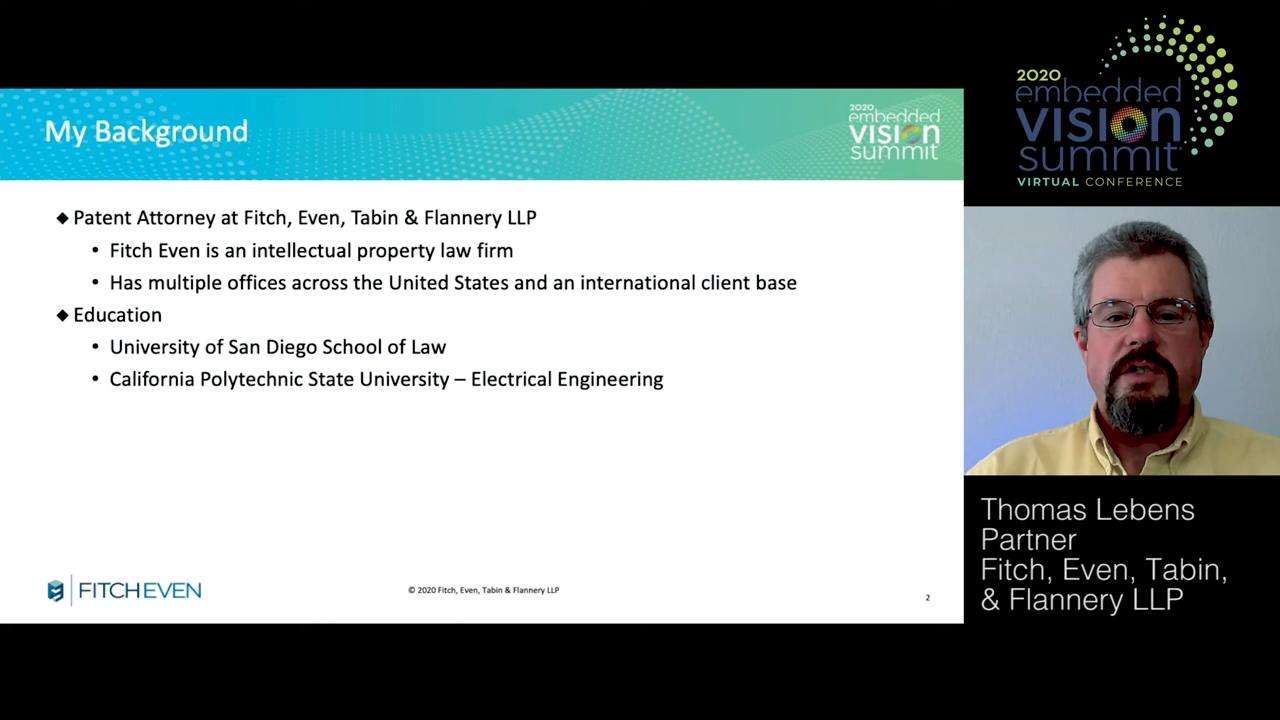 My Background
2020
embedded
vision
summit
◆ Patent Attorney at Fitch, Even, Tabin & Flannery LLP
• Fitch Even is an intellectual property law firm
• Has multiple offices across the United States and an international client base
◆ Education
• University of San Diego School of Law
• California Polytechnic State University – Electrical Engineering
FITCH EVEN
© 2020 Fitch, Even, Tabin & Flannery LLP
2
2020
embedded
vision
summit
VIRTUAL CONFERENCE
Thomas Lebens
Partner
Fitch, Even, Tabin,
& Flannery LLP